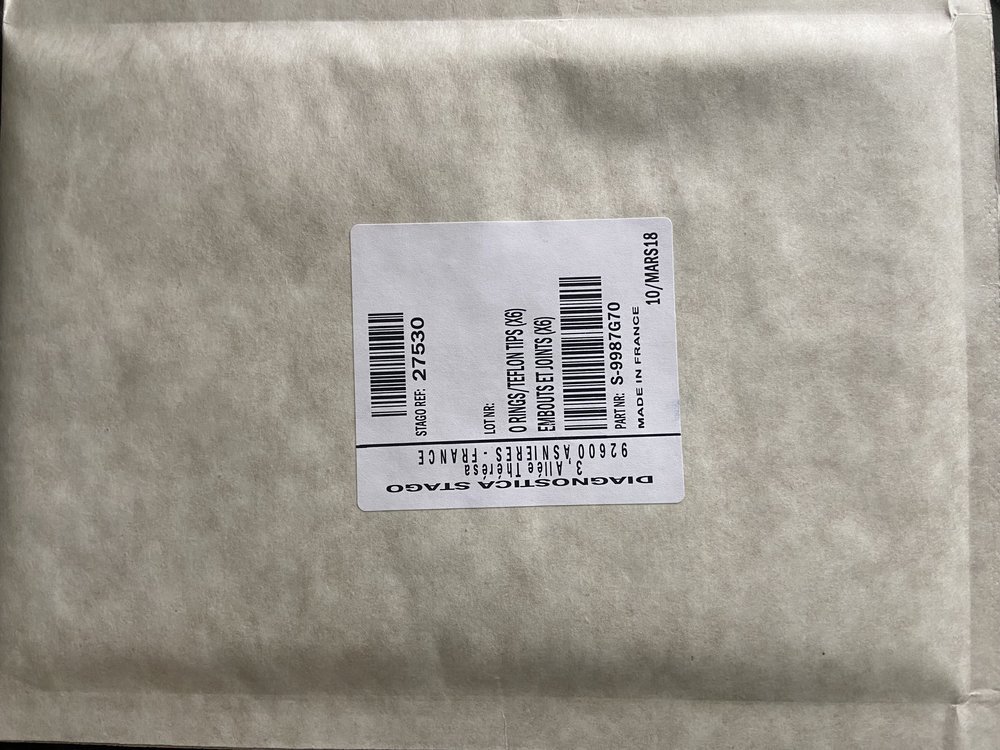 DIAGNOSTICA STAGO
3, Allée Thérésa
92600 ASNIERES - FRANCE
STAGO REF: 27530
LOT NR:
O RINGS/TEFLON TIPS (X6)
EMBOUTS ET JOINTS (X6)
PART NR: S-9987G70
MADE IN FRANCE
10/MARS18